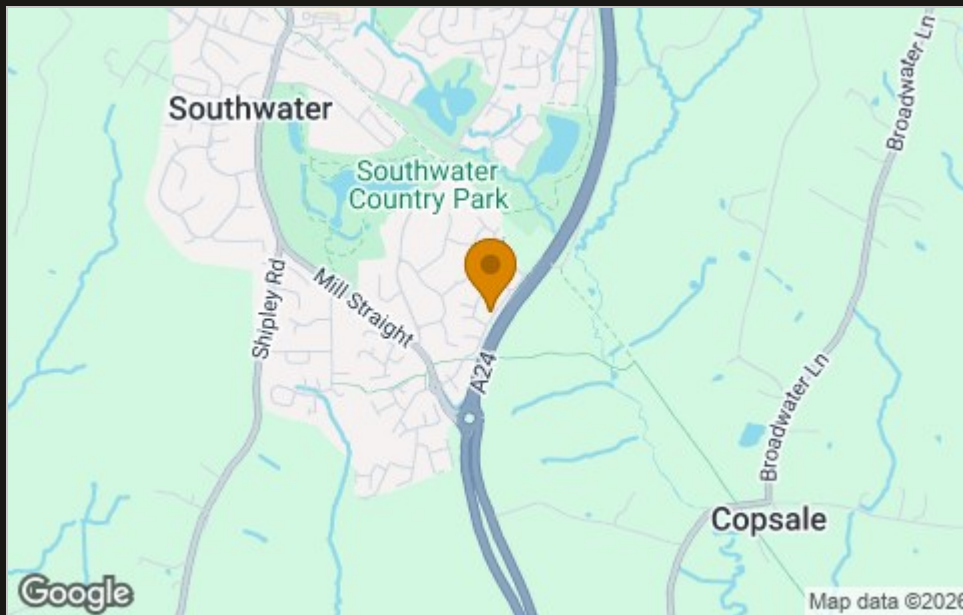 Southwater
Broadwater Ln
Southwater
Country Park
Shipley Rd
Mill Straight
A24
Broadwater Ln
Copsale
Google
Map data ©2026